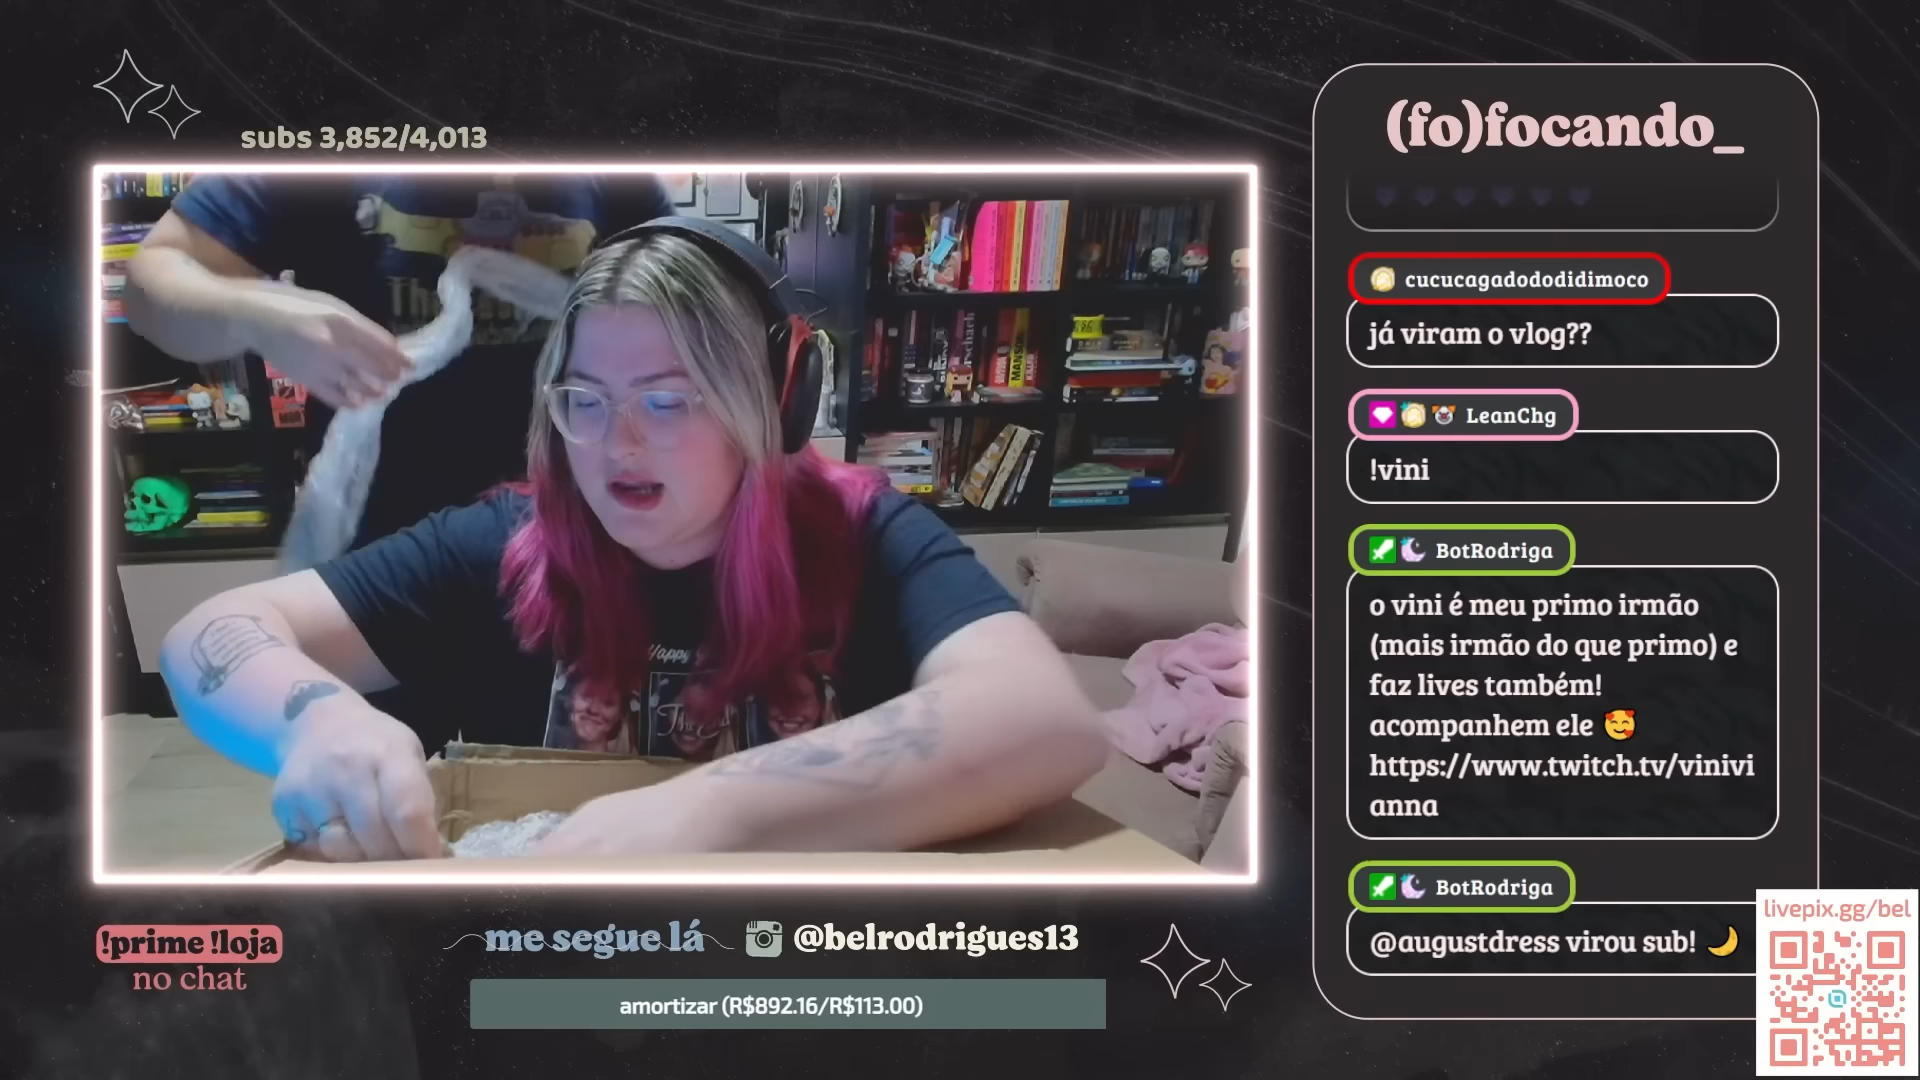 subs 3,852/4,013
(fo)focando_
cucucagadododidimoco
já viram o vlog??
LeanChg
!vini
BotRodriga
o vini é meu primo irmão
(mais irmão do que primo) e
faz lives também!
acompanhem ele 🥰
https://www.twitch.tv/vinivi
anna
BotRodriga
@augustdress virou sub! 🌙
livepix.gg/bel
Happy
MANSON
!prime !loja
no chat
me segue lá
@belrodrigues13
amortizar (R$892.16/R$113.00)